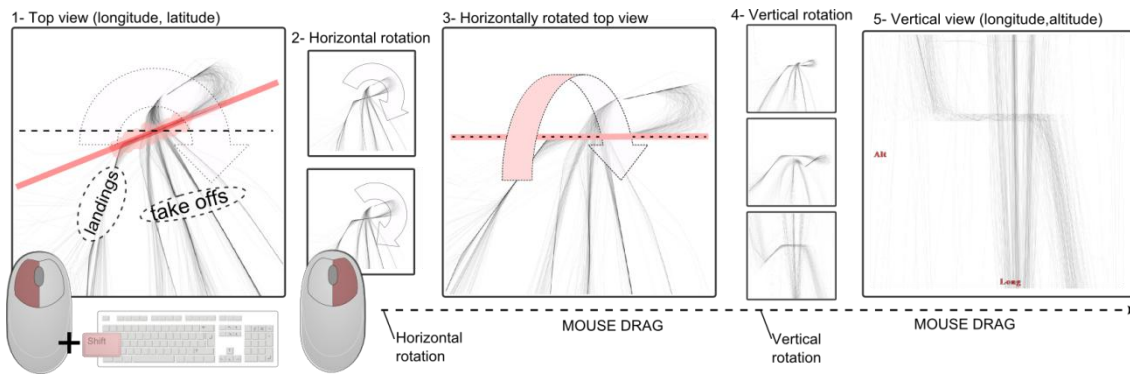 1- Top view (longitude, latitude)
2- Horizontal rotation
3- Horizontally rotated top view
4- Vertical rotation
5- Vertical view (longitude,altitude)
landings
take offs
Alt
Long
Shift
+
Horizontal
rotation
MOUSE DRAG
Vertical
rotation
MOUSE DRAG